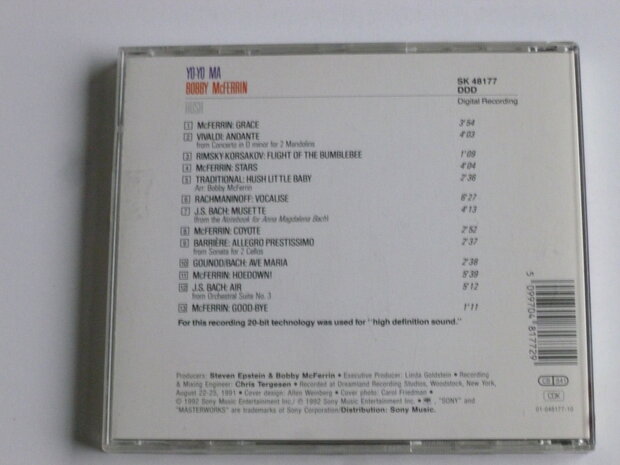 YO-YO MA
BOBBY McFERRIN
HUSH
SK 48177
DDD
Digital Recording
1 McFERRIN: GRACE 3'54
2 VIVALDI: ANDANTE 4'03
from Concerto in D minor for 2 Mandolins
3 RIMSKY-KORSAKOV: FLIGHT OF THE BUMBLEBEE 1'09
4 McFERRIN: STARS 4'04
5 TRADITIONAL: HUSH LITTLE BABY 2'36
Arr: Bobby McFerrin
6 RACHMANINOFF: VOCALISE 6'27
7 J.S. BACH: MUSETTE 4'13
(from the Notebook for Anna Magdalena Bach)
8 McFERRIN: COYOTE 2'52
9 BARRIÈRE: ALLEGRO PRESTISSIMO 2'37
from Sonata for 2 Cellos
10 GOUNOD/BACH: AVE MARIA 2'38
11 McFERRIN: HOEDOWN! 5'39
12 J.S. BACH: AIR 5'12
from Orchestral Suite No. 3
13 McFERRIN: GOOD-BYE 1'11
For this recording 20-bit technology was used for "high definition sound."
5 099704 817729
Producers: Steven Epstein & Bobby McFerrin • Executive Producer: Linda Goldstein • Recording
& Mixing Engineer: Chris Tergesen • Recorded at Dreamland Recording Studios, Woodstock, New York,
August 22-25, 1991 • Cover design: Allen Weinberg • Cover photo: Carol Friedman •
© 1992 Sony Music Entertainment Inc./ ℗ 1992 Sony Music Entertainment Inc. • "SONY" and
"MASTERWORKS" are trademarks of Sony Corporation/Distribution: Sony Music.
01-048177-10